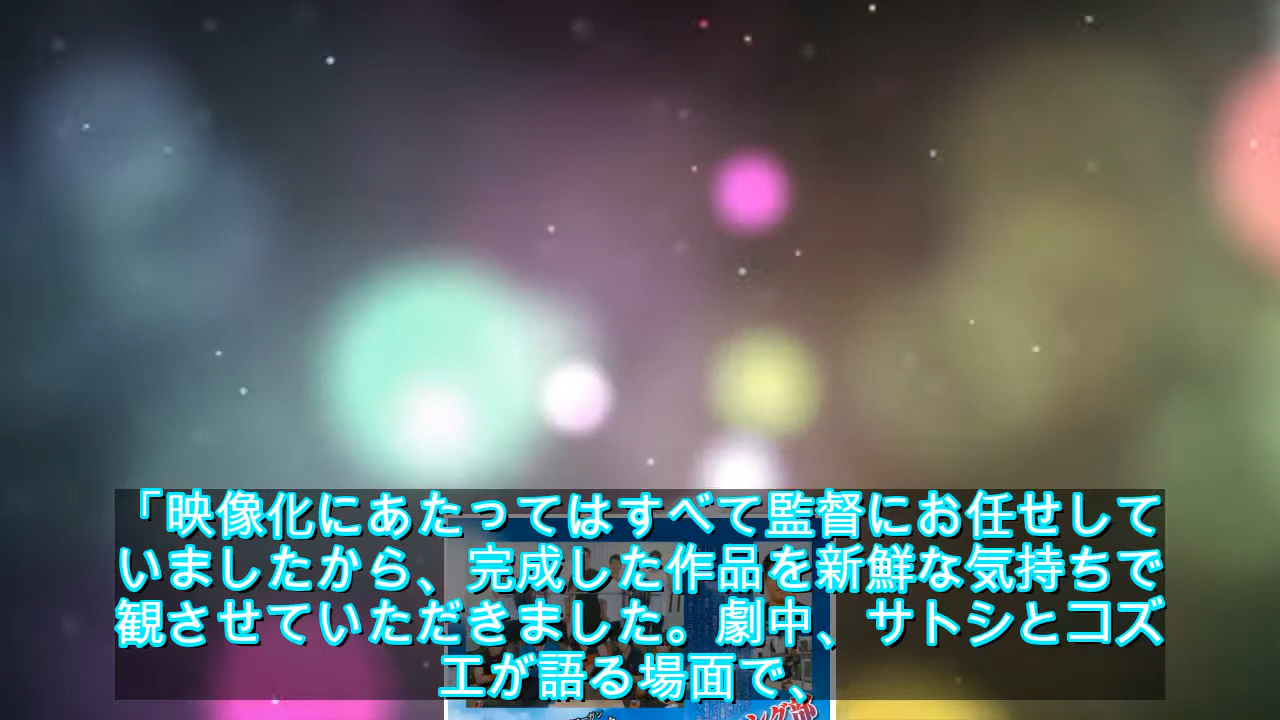 「映像化にあたってはすべて監督にお任せして
いましたから、完成した作品を新鮮な気持ちで
観させていただきました。劇中、サトシとコズ
エが語る場面で、
ング部